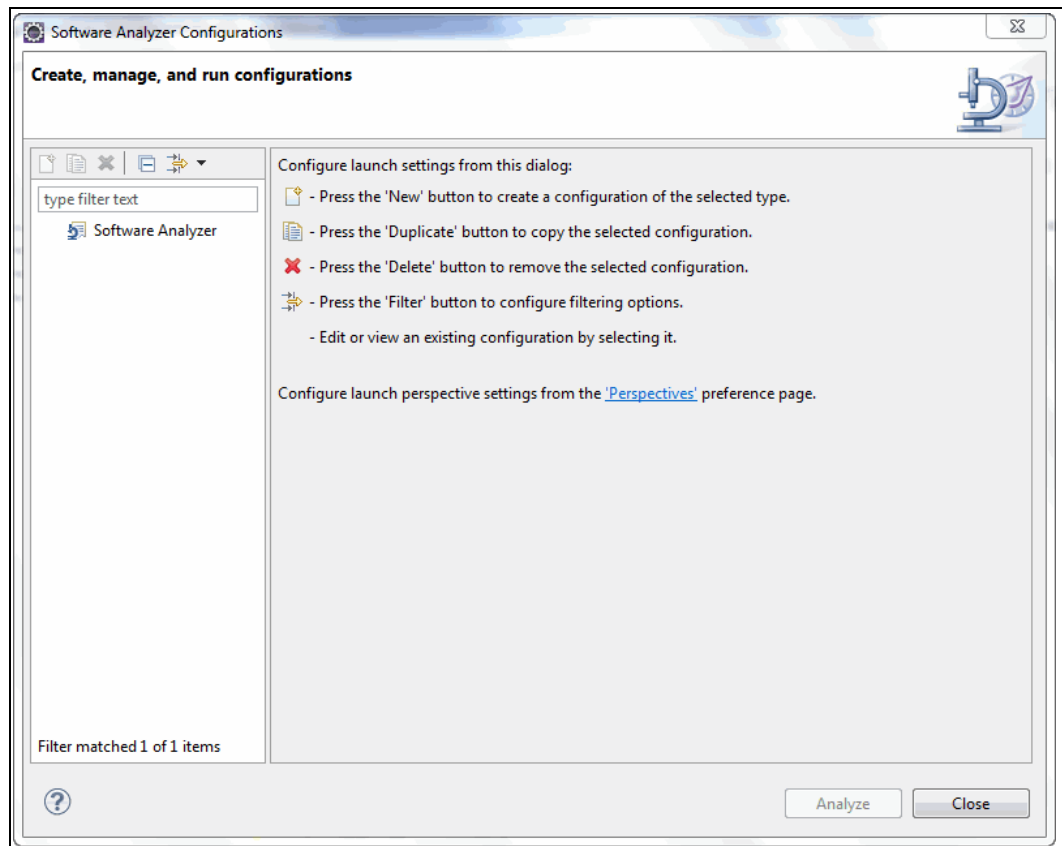 Software Analyzer Configurations
Create, manage, and run configurations
type filter text
Software Analyzer
Filter matched 1 of 1 items
Configure launch settings from this dialog:
- Press the 'New' button to create a configuration of the selected type.
- Press the 'Duplicate' button to copy the selected configuration.
- Press the 'Delete' button to remove the selected configuration.
- Press the 'Filter' button to configure filtering options.
- Edit or view an existing configuration by selecting it.
Configure launch perspective settings from the 'Perspectives' preference page.
?
Analyze
Close